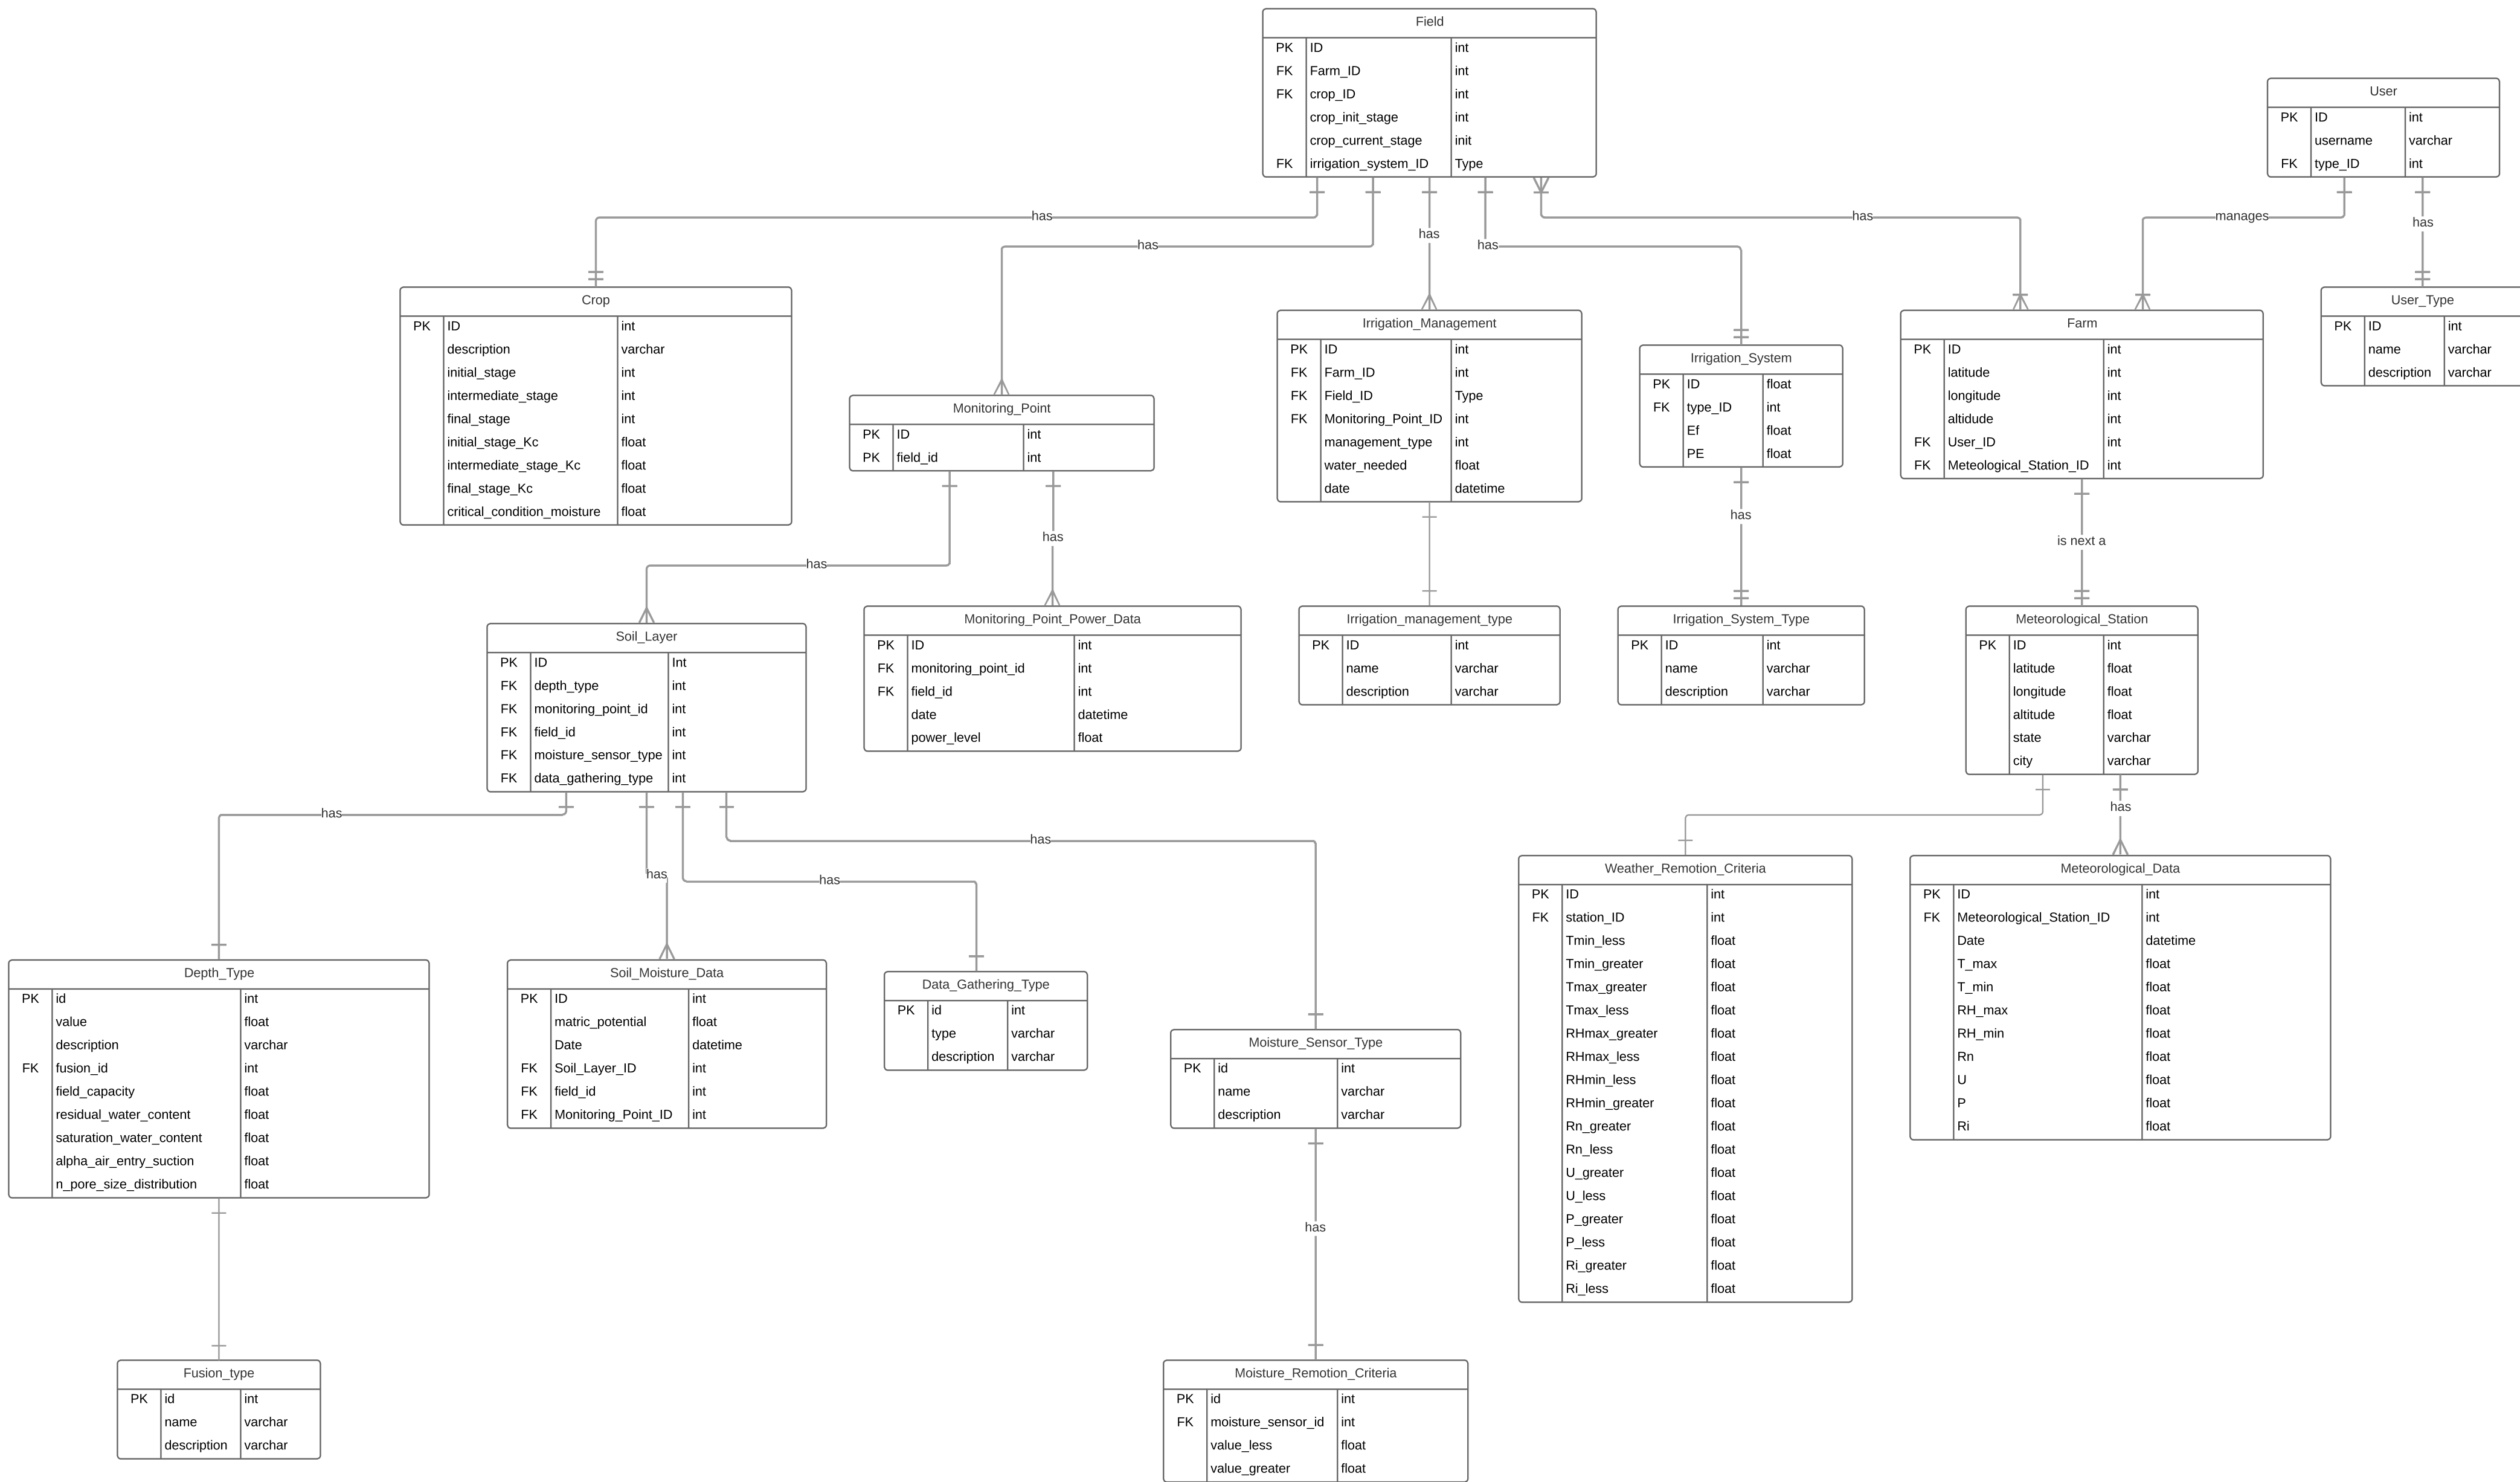 Field
PK ID int
FK Farm_ID int
FK crop_ID int
crop_init_stage int
crop_current_stage init
FK irrigation_system_ID Type
User
PK ID int
username varchar
FK type_ID int
has
has
has
has
has
manages
has
Crop
PK ID int
description varchar
initial_stage int
intermediate_stage int
final_stage int
initial_stage_Kc float
intermediate_stage_Kc float
final_stage_Kc float
critical_condition_moisture float
Monitoring_Point
PK ID int
PK field_id int
Irrigation_Management
PK ID int
FK Farm_ID int
FK Field_ID Type
FK Monitoring_Point_ID int
management_type int
water_needed float
date datetime
Irrigation_System
PK ID float
FK type_ID int
Ef float
PE float
Farm
PK ID int
latitude int
longitude int
altidude int
FK User_ID int
FK Meteological_Station_ID int
User_Type
PK ID int
name varchar
description varchar
has
has
has
is next a
Soil_Layer
PK ID Int
FK depth_type int
FK monitoring_point_id int
FK field_id int
FK moisture_sensor_type int
FK data_gathering_type int
Monitoring_Point_Power_Data
PK ID int
FK monitoring_point_id int
FK field_id int
date datetime
power_level float
Irrigation_management_type
PK ID int
name varchar
description varchar
Irrigation_System_Type
PK ID int
name varchar
description varchar
Meteorological_Station
PK ID int
latitude float
longitude float
altitude float
state varchar
city varchar
has
has
has
has
has
Depth_Type
PK id int
value float
description varchar
FK fusion_id int
field_capacity float
residual_water_content float
saturation_water_content float
alpha_air_entry_suction float
n_pore_size_distribution float
Soil_Moisture_Data
PK ID int
matric_potential float
Date datetime
FK Soil_Layer_ID int
FK field_id int
FK Monitoring_Point_ID int
Data_Gathering_Type
PK id int
type varchar
description varchar
Moisture_Sensor_Type
PK id int
name varchar
description varchar
Weather_Remotion_Criteria
PK ID int
FK station_ID int
Tmin_less float
Tmin_greater float
Tmax_greater float
Tmax_less float
RHmax_greater float
RHmax_less float
RHmin_less float
RHmin_greater float
Rn_greater float
Rn_less float
U_greater float
U_less float
P_greater float
P_less float
Ri_greater float
Ri_less float
Meteorological_Data
PK ID int
FK Meteorological_Station_ID int
Date datetime
T_max float
T_min float
RH_max float
RH_min float
Rn float
U float
P float
Ri float
has
Fusion_type
PK id int
name varchar
description varchar
Moisture_Remotion_Criteria
PK id int
FK moisture_sensor_id int
value_less float
value_greater float